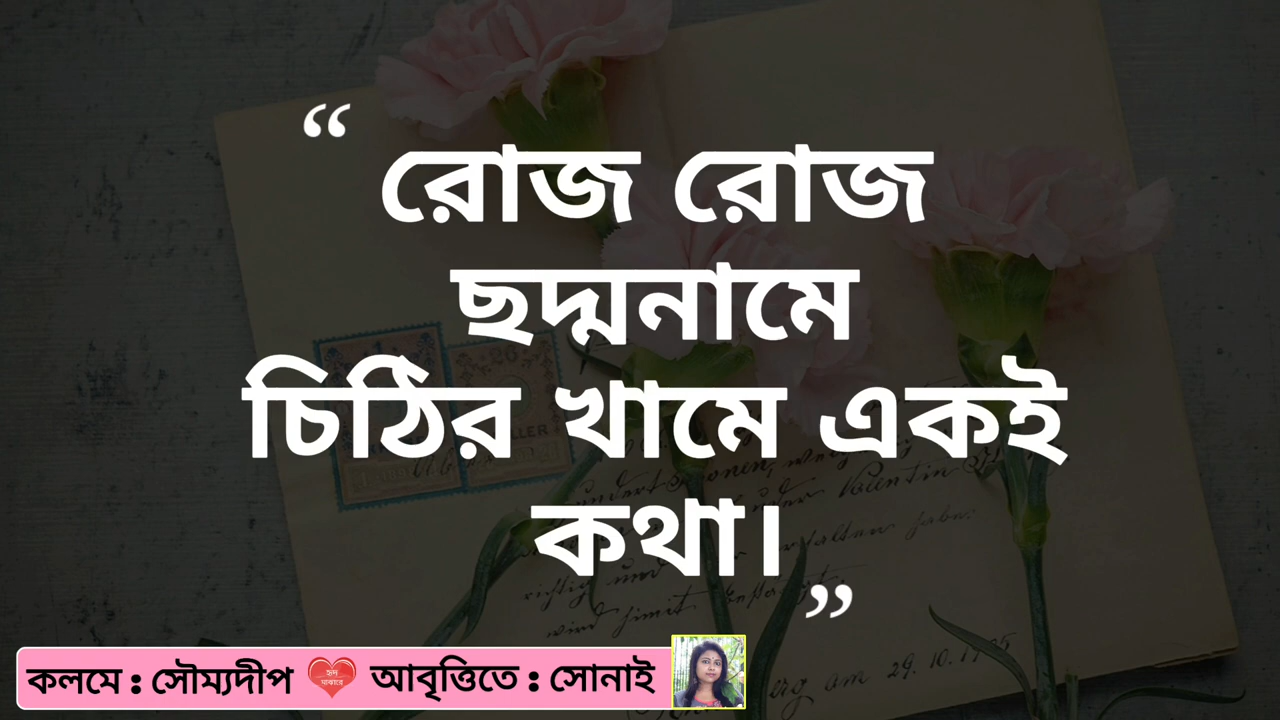 “ রোজ রোজ
ছদ্মনামে
চিঠির খামে একই
কথা। ”
কলমে : সৌম্যদীপ হৃদ মাঝারে আবৃত্তিতে : সোনাই